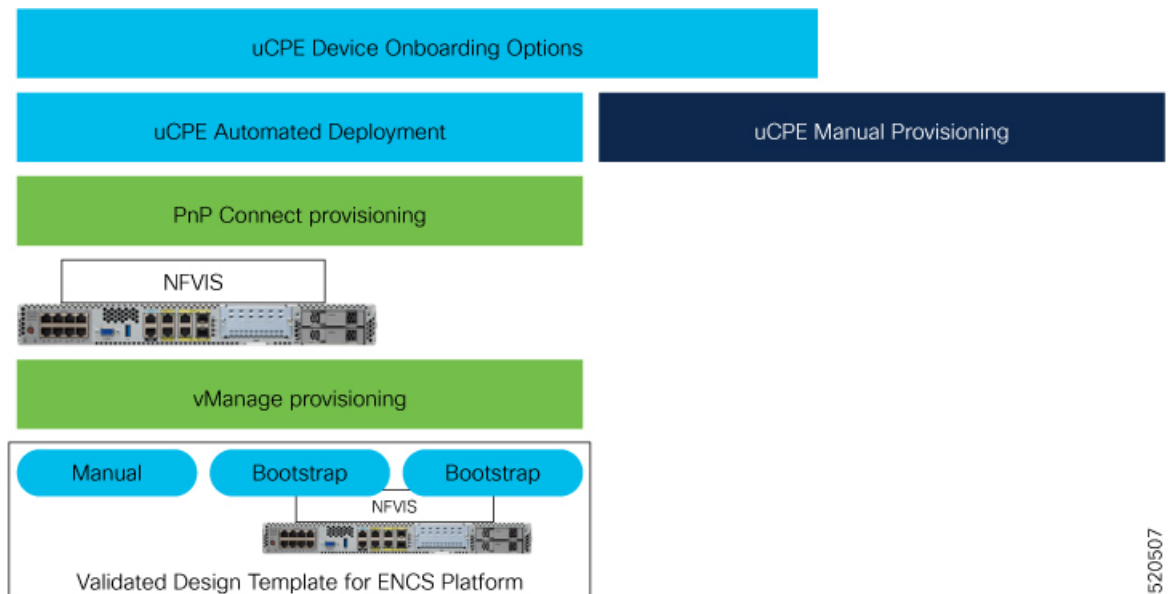 uCPE Device Onboarding Options
uCPE Automated Deployment
uCPE Manual Provisioning
PnP Connect provisioning
NFVIS
vManage provisioning
Manual
Bootstrap
Bootstrap
NFVIS
Validated Design Template for ENCS Platform
520507